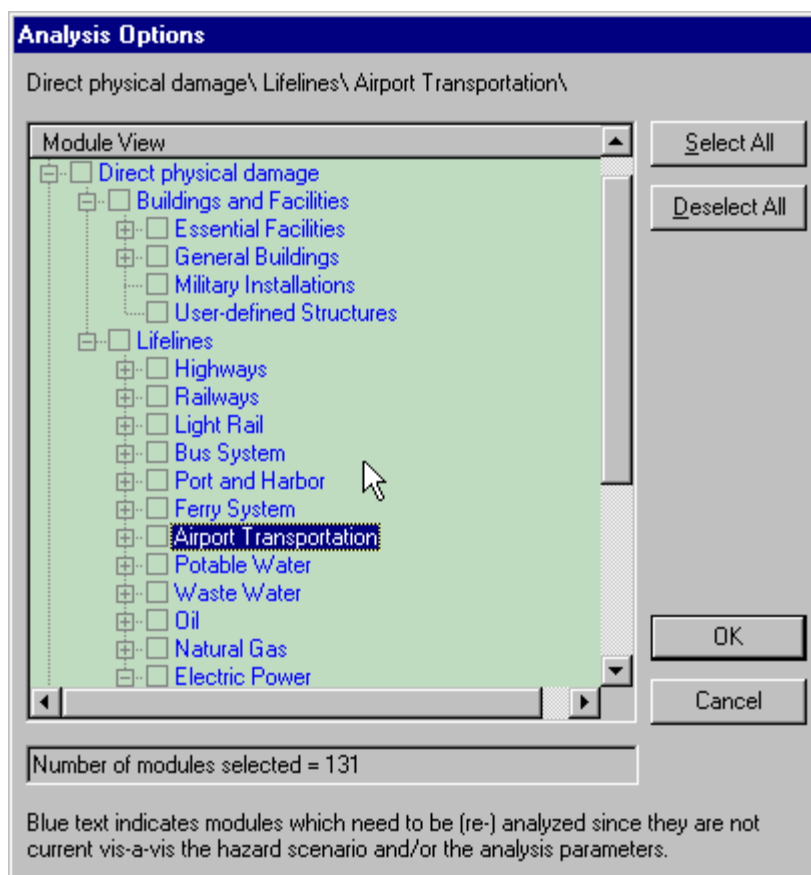 Analysis Options
Direct physical damage\ Lifelines\ Airport Transportation\
Module View
Select All
Direct physical damage
Buildings and Facilities
Deselect All
Essential Facilities
General Buildings
Military Installations
User-defined Structures
Lifelines
Highways
Railways
Light Rail
Bus System
Port and Harbor
Ferry System
Airport Transportation
Potable Water
Waste Water
Oil
OK
Natural Gas
Electric Power
Cancel
Number of modules selected = 131
Blue text indicates modules which need to be (re-) analyzed since they are not
current vis-a-vis the hazard scenario and/or the analysis parameters.